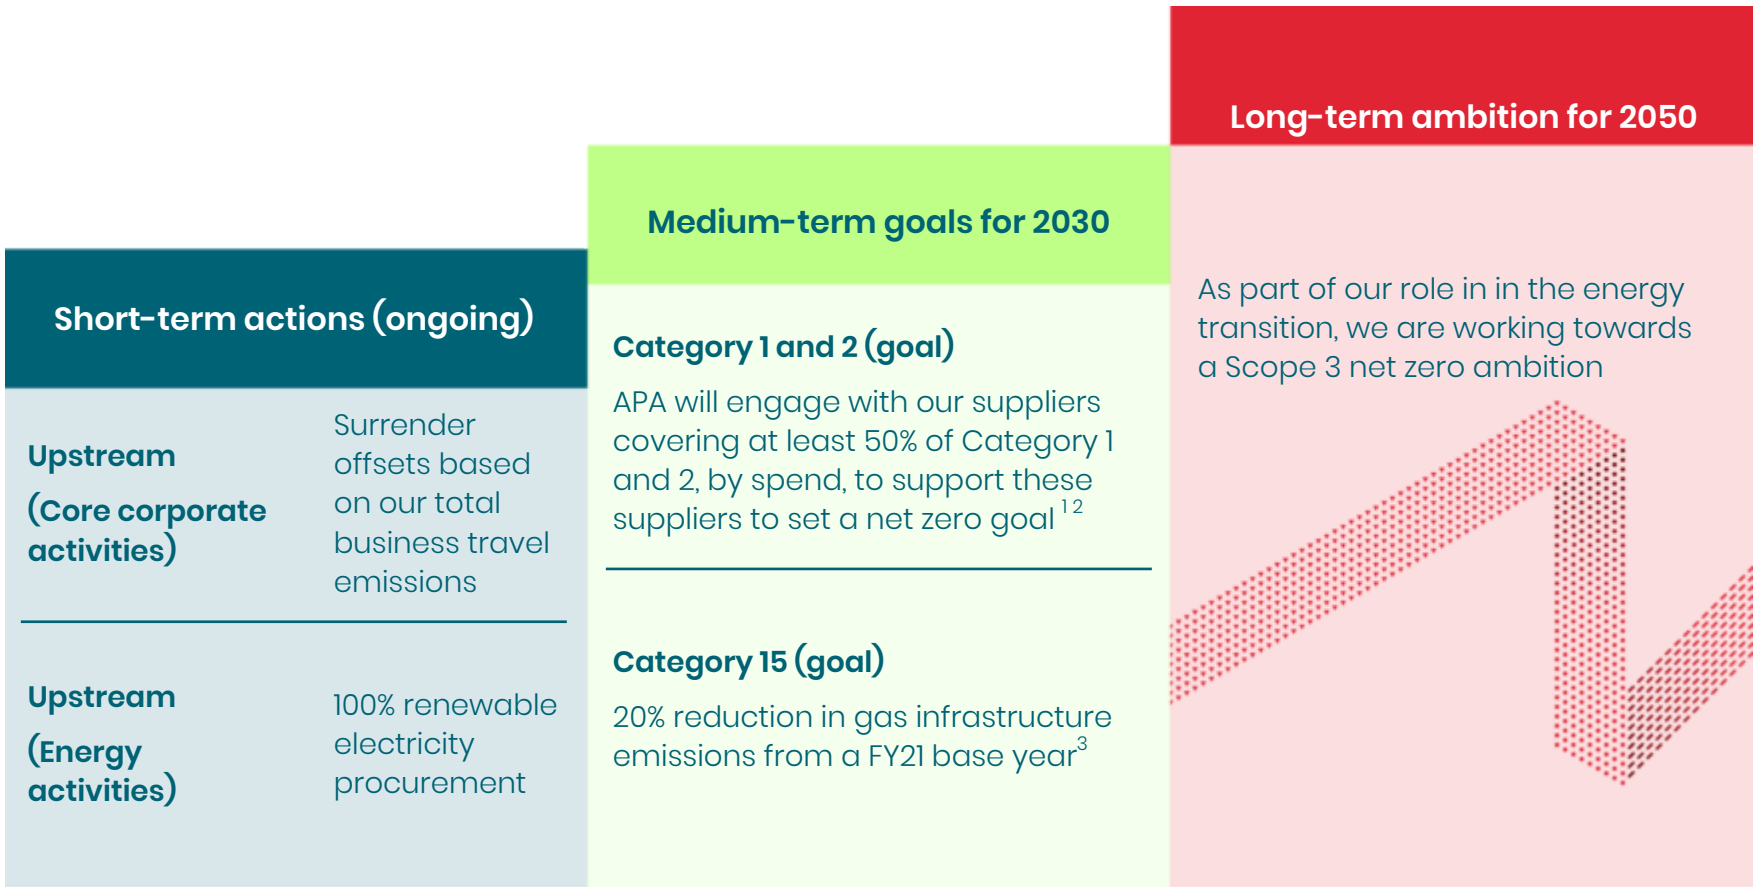 Short-term actions (ongoing)
Upstream
(Core corporate
activities)
Surrender
offsets based
on our total
business travel
emissions
Upstream
(Energy
activities)
100% renewable
electricity
procurement
Medium-term goals for 2030
Category 1 and 2 (goal)
APA will engage with our suppliers
covering at least 50% of Category 1
and 2, by spend, to support these
suppliers to set a net zero goal 1 2
Category 15 (goal)
20% reduction in gas infrastructure
emissions from a FY21 base year3
Long-term ambition for 2050
As part of our role in in the energy
transition, we are working towards
a Scope 3 net zero ambition